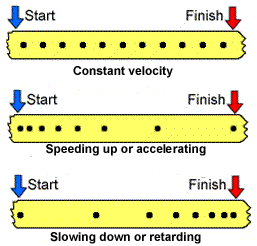 Start Finish
Constant velocity
Start Finish
Speeding up or accelerating
Start Finish
Slowing down or retarding